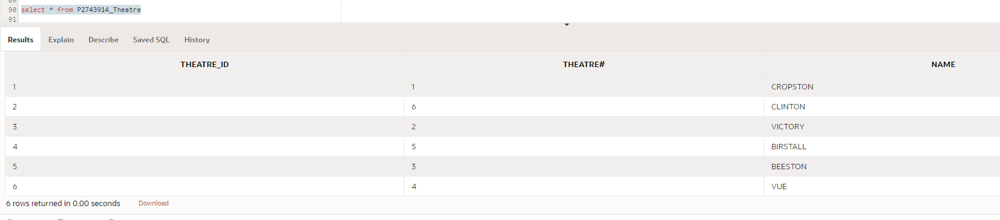 89
90 select * from P2743914_Theatre
91
Results Explain Describe Saved SQL History
THEATRE_ID THEATRE# NAME
1 1 CROPSTON
2 6 CLINTON
3 2 VICTORY
4 5 BIRSTALL
5 3 BEESTON
6 4 VUE
6 rows returned in 0.00 seconds Download